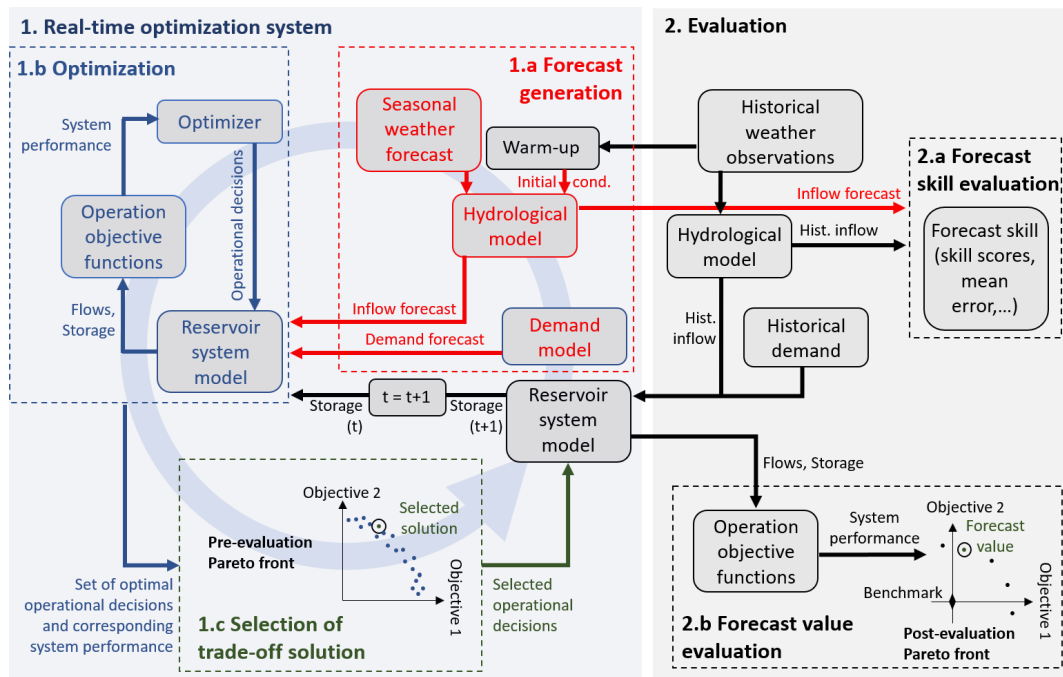 1. Real-time optimization system
1.b Optimization
Optimizer
System
performance
Operational decisions
Operation
objective
functions
Flows,
Storage
Reservoir
system
model
1.a Forecast
generation
Seasonal
weather
forecast
Warm-up
Initial cond.
Hydrological
model
Inflow forecast
Demand forecast
Demand
model
t = t+1
Storage
(t)
Storage
(t+1)
Reservoir
system
model
Set of optimal
operational decisions
and corresponding
system performance
Objective 2
Selected
solution
Pre-evaluation
Pareto front
Objective 1
1.c Selection of
trade-off solution
Selected
operational
decisions
2. Evaluation
Historical
weather
observations
Inflow forecast
Hydrological
model
Hist. inflow
Hist.
inflow
Historical
demand
2.a Forecast
skill evaluation
Forecast skill
(skill scores,
mean
error,...)
Flows, Storage
Operation
objective
functions
System
performance
Objective 2
Forecast
value
Benchmark
Objective 1
Post-evaluation
Pareto front
2.b Forecast value
evaluation